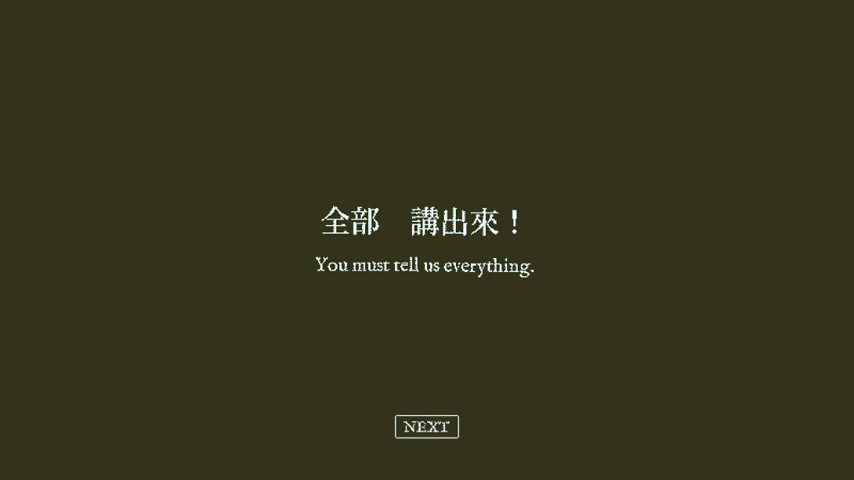 全部　講出來！
You must tell us everything.
NEXT